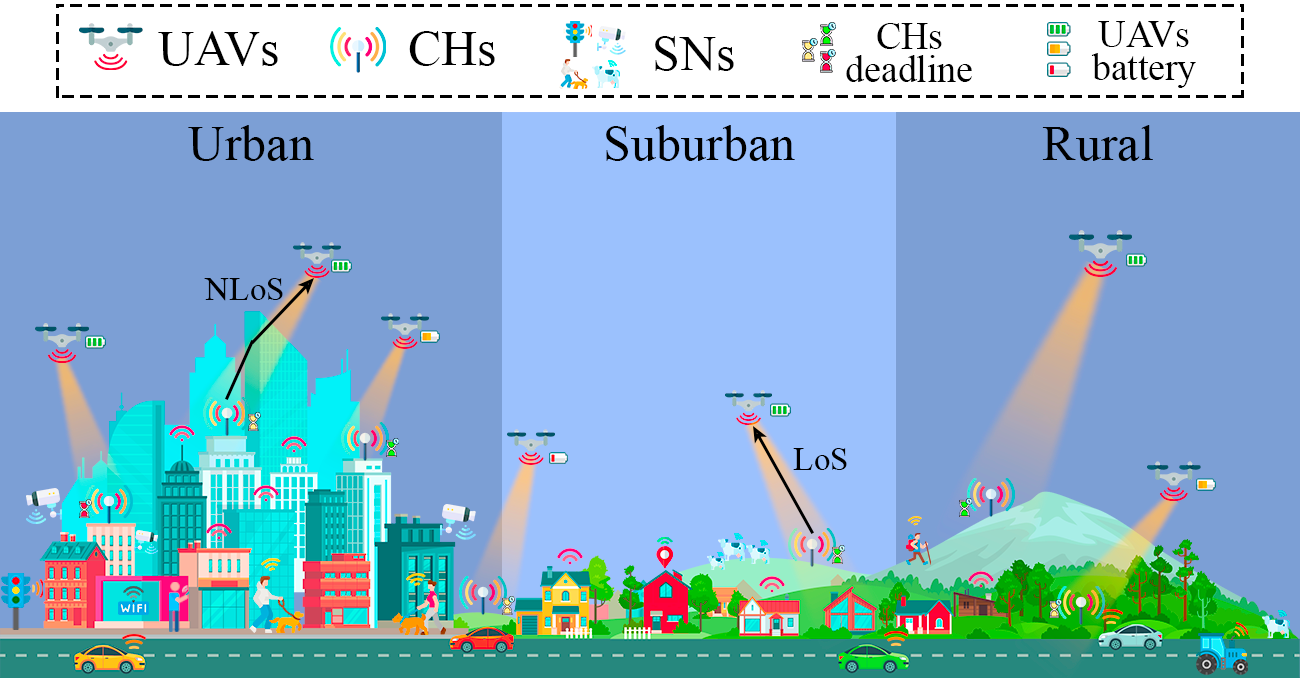 UAVs
CHs
SNs
CHs
deadline
UAVs
battery
Urban
Suburban
Rural
NLoS
LoS
WIFI